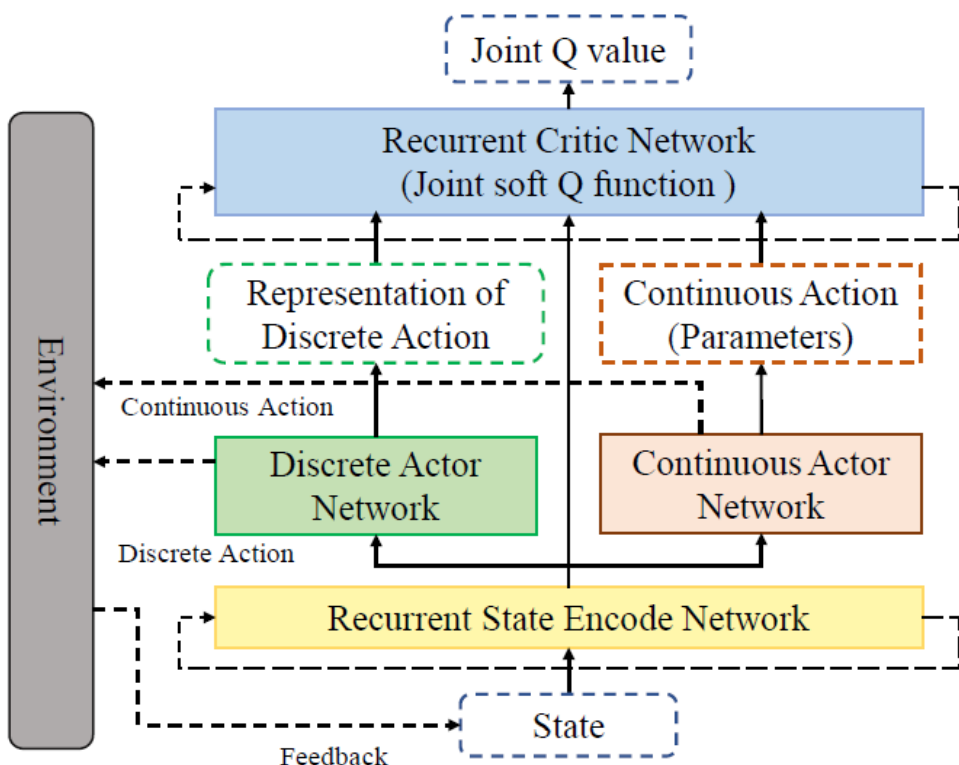 Joint Q value
Recurrent Critic Network
(Joint soft Q function )
Representation of
Discrete Action
Continuous Action
(Parameters)
Environment
Continuous Action
Discrete Actor
Network
Continuous Actor
Network
Discrete Action
Recurrent State Encode Network
State
Feedback